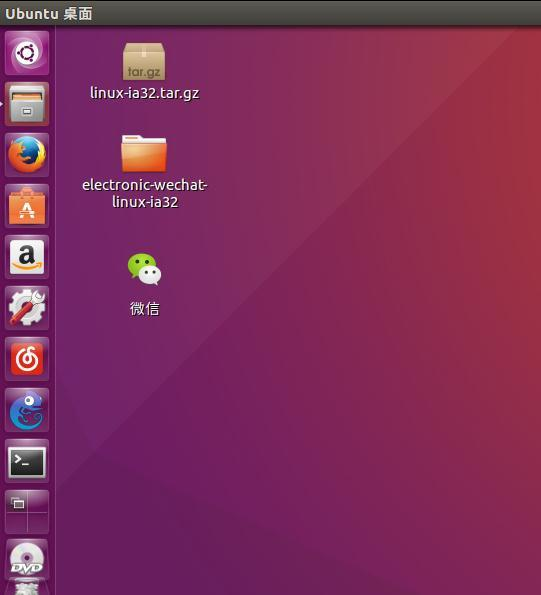 Ubuntu 桌面
tar.gz
linux-ia32.tar.gz
electronic-wechat-
linux-ia32
微信
a
>_
DVD